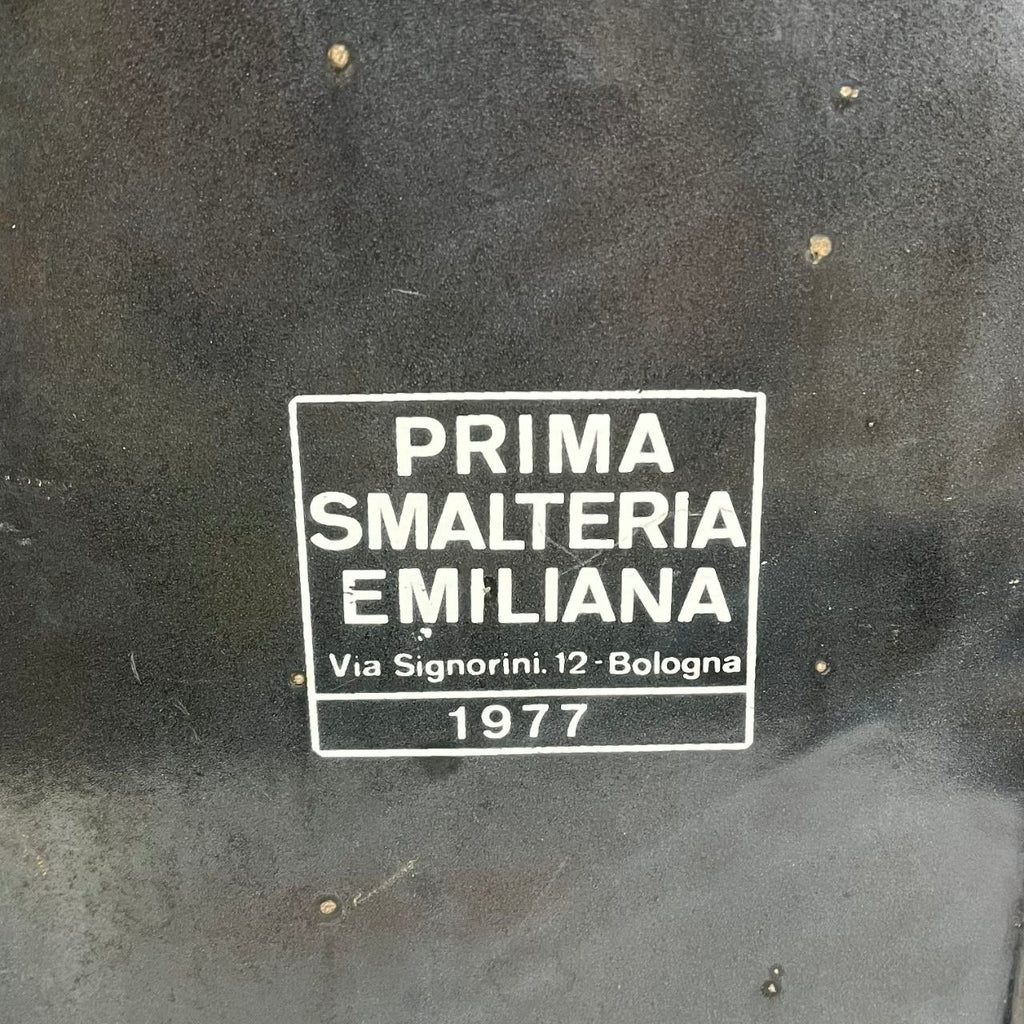 PRIMA
SMALTERIA
EMILIANA
Via Signorini. 12 - Bologna
1977